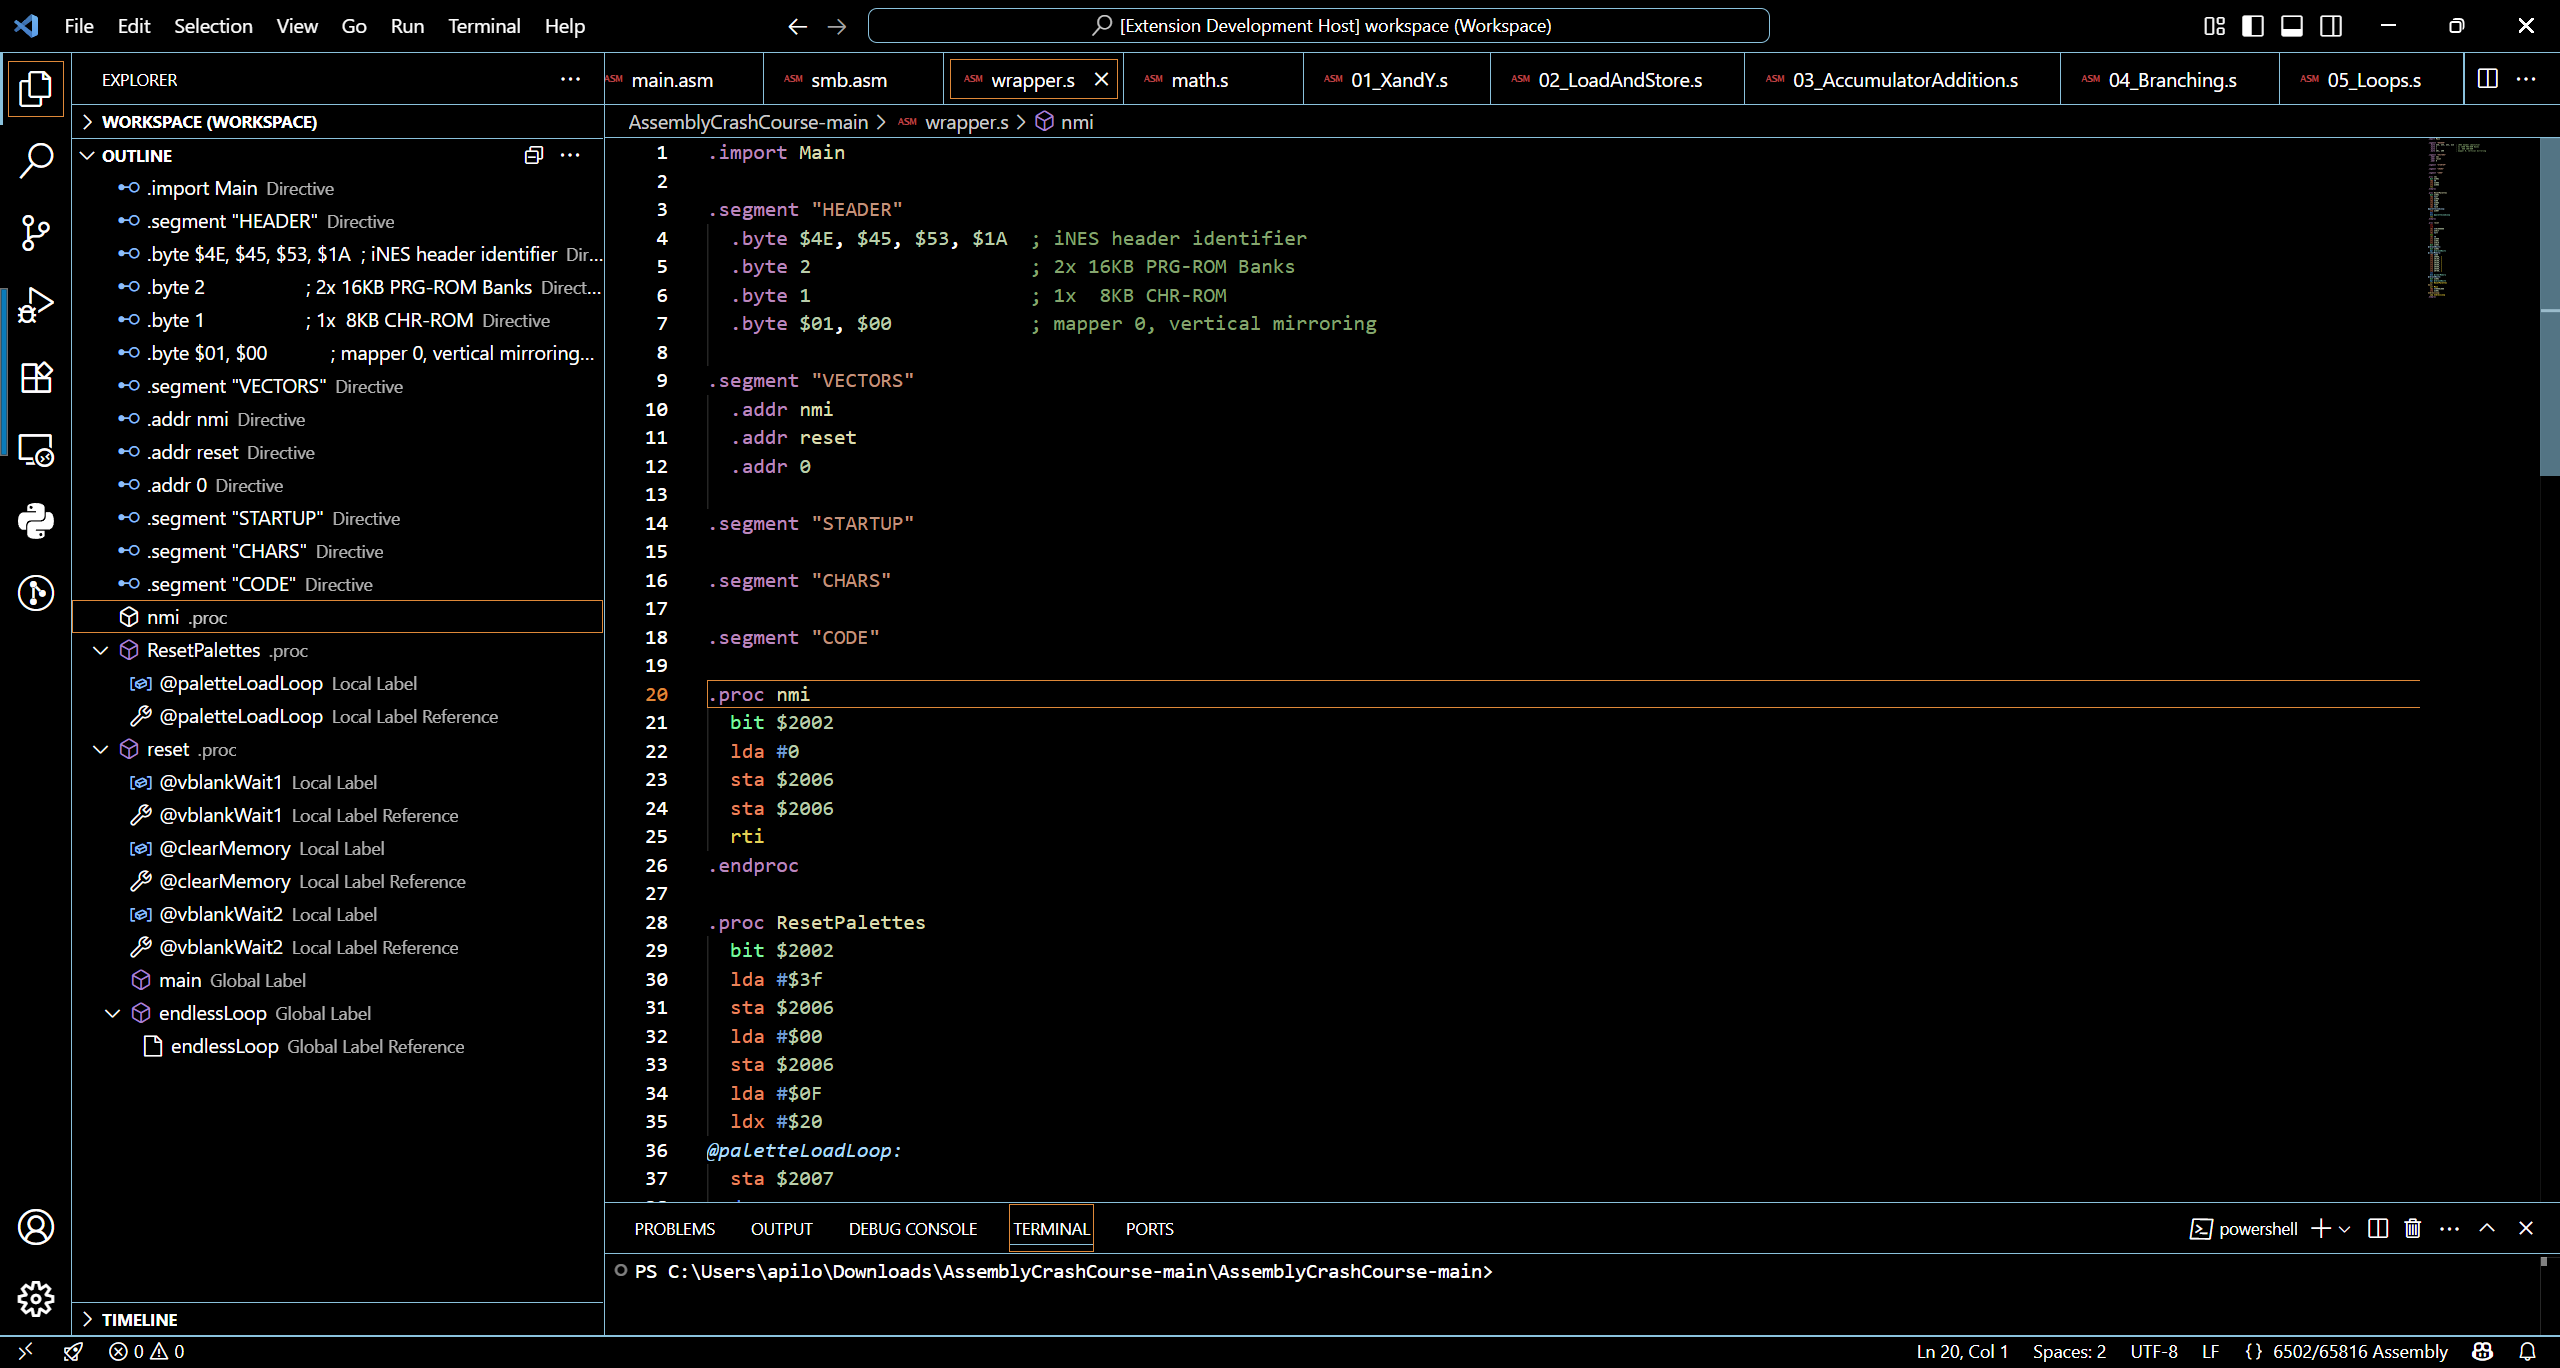 File Edit Selection View Go Run Terminal Help
[Extension Development Host] workspace (Workspace)
EXPLORER
WORKSPACE (WORKSPACE)
OUTLINE
.import Main Directive
.segment "HEADER" Directive
.byte $4E, $45, $53, $1A ; iNES header identifier Dir...
.byte 2 ; 2x 16KB PRG-ROM Banks Direct...
.byte 1 ; 1x 8KB CHR-ROM Directive
.byte $01, $00 ; mapper 0, vertical mirroring...
.segment "VECTORS" Directive
.addr nmi Directive
.addr reset Directive
.addr 0 Directive
.segment "STARTUP" Directive
.segment "CHARS" Directive
.segment "CODE" Directive
nmi .proc
ResetPalettes .proc
@paletteLoadLoop Local Label
@paletteLoadLoop Local Label Reference
reset .proc
@vblankWait1 Local Label
@vblankWait1 Local Label Reference
@clearMemory Local Label
@clearMemory Local Label Reference
@vblankWait2 Local Label
@vblankWait2 Local Label Reference
main Global Label
endlessLoop Global Label
endlessLoop Global Label Reference
TIMELINE
ASM main.asm ASM smb.asm ASM wrapper.s ASM math.s ASM 01_XandY.s ASM 02_LoadAndStore.s ASM 03_AccumulatorAddition.s ASM 04_Branching.s ASM 05_Loops.s
AssemblyCrashCourse-main > ASM wrapper.s > nmi
1 .import Main
2
3 .segment "HEADER"
4 .byte $4E, $45, $53, $1A ; iNES header identifier
5 .byte 2 ; 2x 16KB PRG-ROM Banks
6 .byte 1 ; 1x 8KB CHR-ROM
7 .byte $01, $00 ; mapper 0, vertical mirroring
8
9 .segment "VECTORS"
10 .addr nmi
11 .addr reset
12 .addr 0
13
14 .segment "STARTUP"
15
16 .segment "CHARS"
17
18 .segment "CODE"
19
20 .proc nmi
21 bit $2002
22 lda #0
23 sta $2006
24 sta $2006
25 rti
26 .endproc
27
28 .proc ResetPalettes
29 bit $2002
30 lda #$3f
31 sta $2006
32 lda #$00
33 sta $2006
34 lda #$0F
35 ldx #$20
36 @paletteLoadLoop:
37 sta $2007
PROBLEMS OUTPUT DEBUG CONSOLE TERMINAL PORTS
powershell
PS C:\Users\apilo\Downloads\AssemblyCrashCourse-main\AssemblyCrashCourse-main>
0 0
Ln 20, Col 1 Spaces: 2 UTF-8 LF {} 6502/65816 Assembly